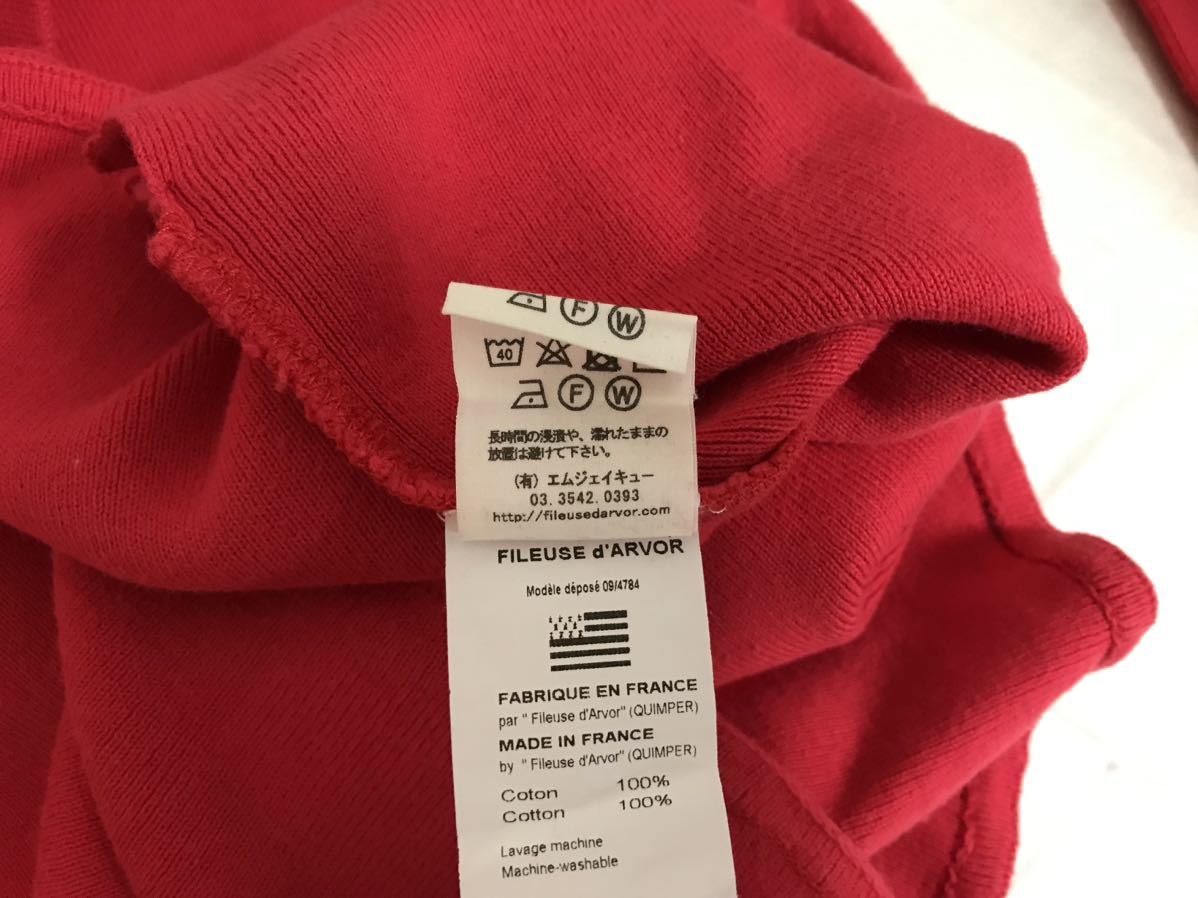 F W
40
F W
長時間の浸漬や、濡れたままの
放置は避けて下さい。
(有) エムジェイキュー
03. 3542. 0393
http://fileusedarvor.com
FILEUSE d'ARVOR
Modèle déposé 09/4784
FABRIQUE EN FRANCE
par " Fileuse d'Arvor" (QUIMPER)
MADE IN FRANCE
by " Fileuse d'Arvor" (QUIMPER)
Coton 100%
Cotton 100%
Lavage machine
Machine-washable